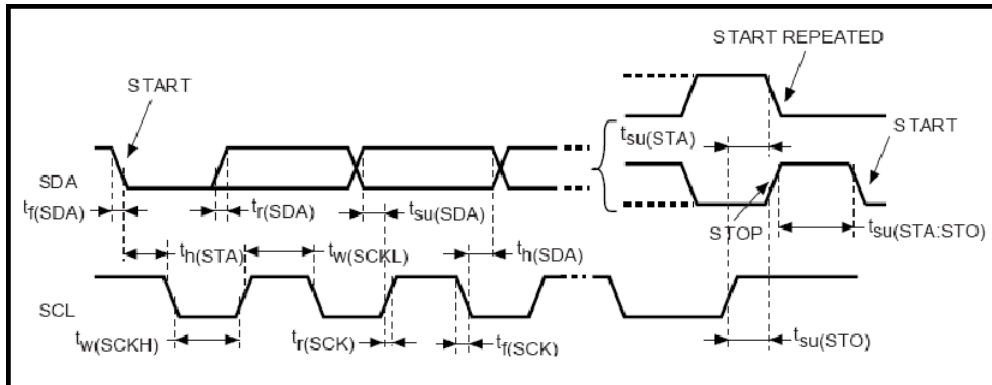 START REPEATED
START
START
tsu(STA)
SDA
tf(SDA)
tr(SDA)
tsu(SDA)
STOP
tsu(STA:STO)
th(STA)
tw(SCKL)
th(SDA)
SCL
tw(SCKH)
tr(SCK)
tf(SCK)
tsu(STO)